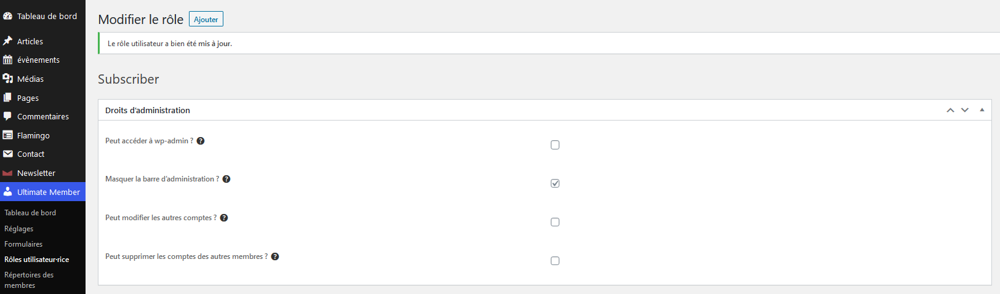 Tableau de bord
Articles
évènements
Médias
Pages
Commentaires
Flamingo
Contact
Newsletter
Ultimate Member
Tableau de bord
Réglages
Formulaires
Rôles utilisateur·rice
Répertoires des
membres
Modifier le rôle Ajouter
Le rôle utilisateur a bien été mis à jour.
Subscriber
Droits d’administration
Peut accéder à wp-admin ? ?
Masquer la barre d’administration ? ?
Peut modifier les autres comptes ? ?
Peut supprimer les comptes des autres membres ? ?